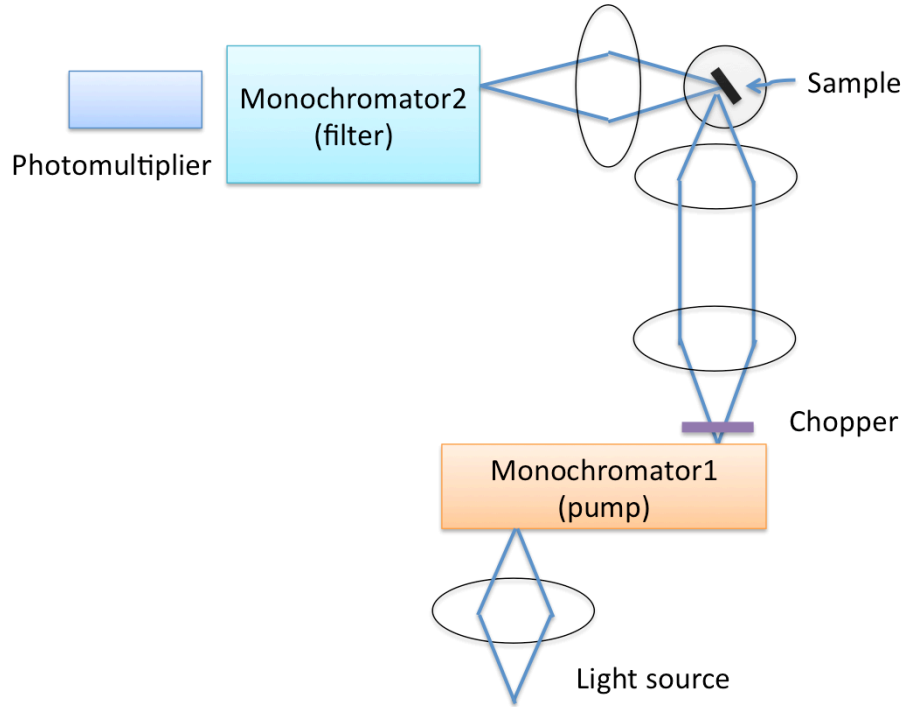 Monochromator2
(filter)
Sample
Photomultiplier
Chopper
Monochromator1
(pump)
Light source